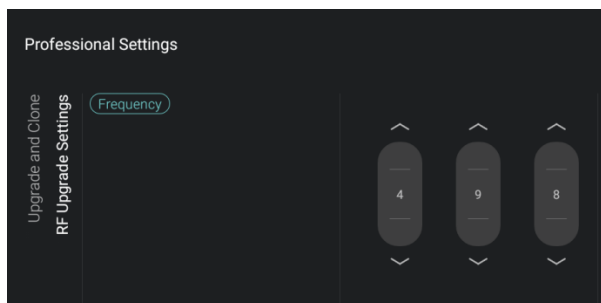 Professional Settings
Upgrade and Clone
RF Upgrade Settings
Frequency
4 9 8